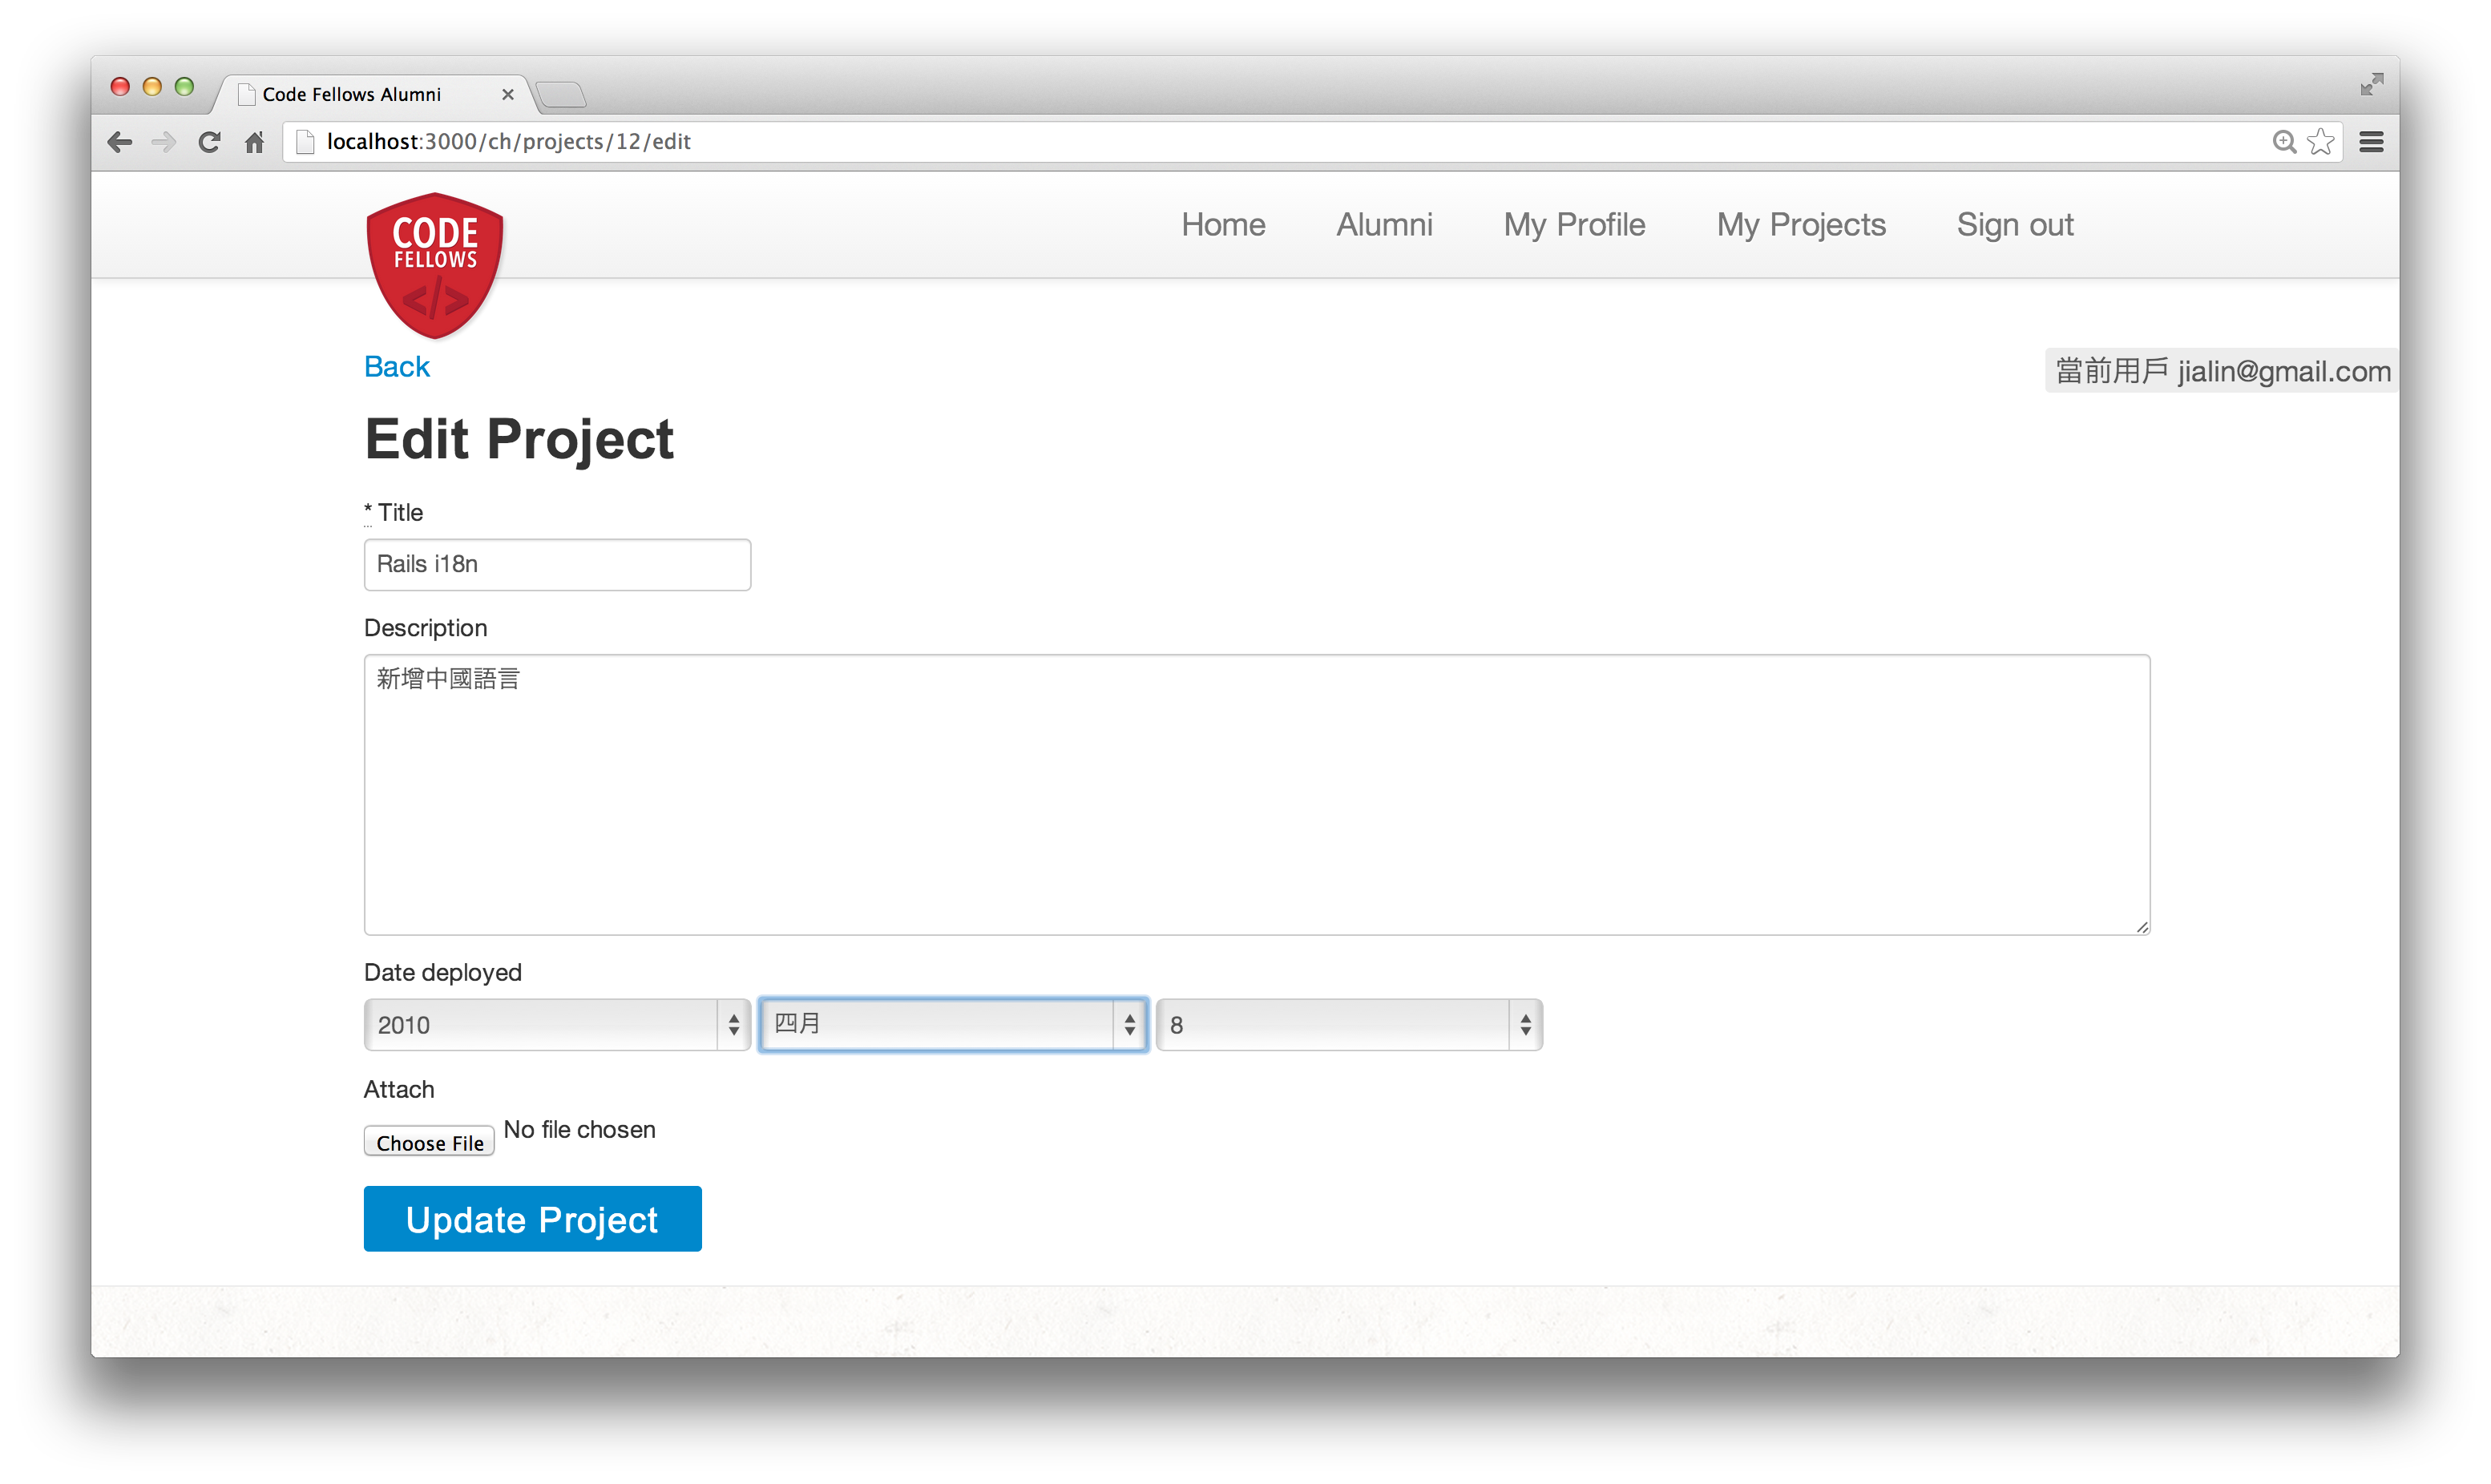 Code Fellows Alumni
localhost:3000/ch/projects/12/edit
CODE
FELLOWS
</>
Home Alumni My Profile My Projects Sign out
Back
當前用戶 jialin@gmail.com
Edit Project
* Title
Rails i18n
Description
新增中國語言
Date deployed
2010 四月 8
Attach
Choose File No file chosen
Update Project